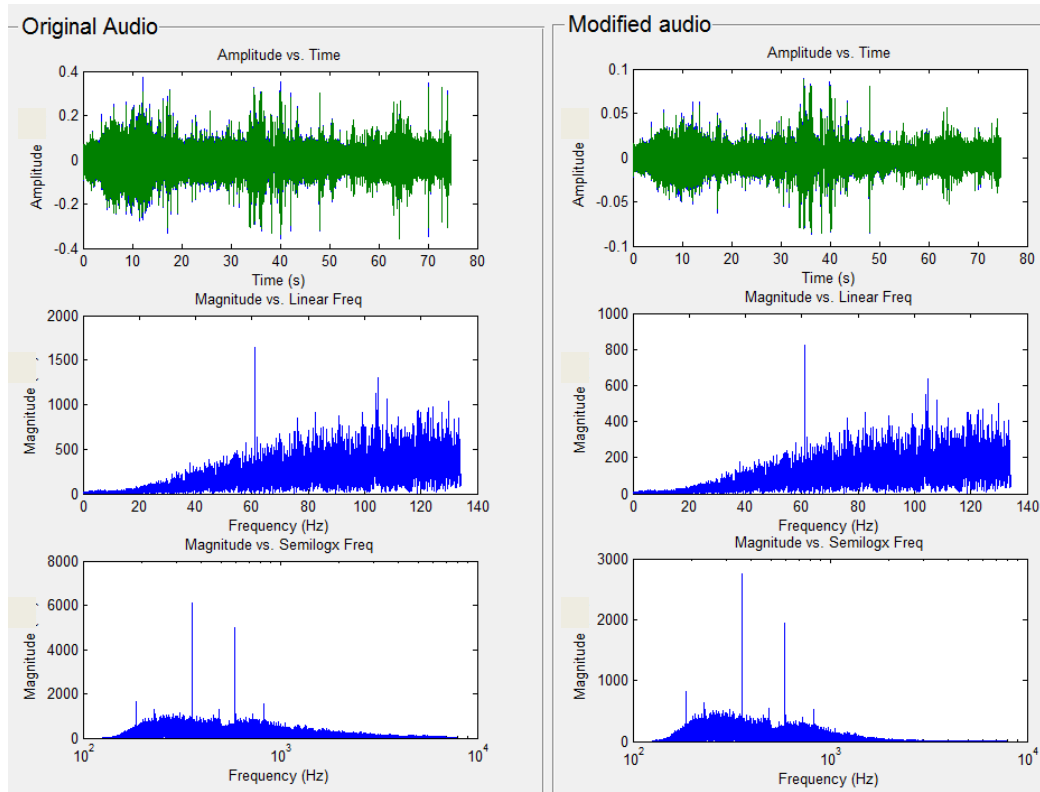 Original Audio
Amplitude vs. Time
0.4
0.2
0
-0.2
-0.4
Amplitude
0 10 20 30 40 50 60 70 80
Time (s)
Magnitude vs. Linear Freq
2000
1500
1000
500
0
Magnitude
0 20 40 60 80 100 120 140
Frequency (Hz)
Magnitude vs. Semilogx Freq
8000
6000
4000
2000
0
Magnitude
10^2 10^3 10^4
Frequency (Hz)
Modified audio
Amplitude vs. Time
0.1
0.05
0
-0.05
-0.1
Amplitude
0 10 20 30 40 50 60 70 80
Time (s)
Magnitude vs. Linear Freq
1000
800
600
400
200
0
Magnitude
0 20 40 60 80 100 120 140
Frequency (Hz)
Magnitude vs. Semilogx Freq
3000
2000
1000
0
Magnitude
10^2 10^3 10^4
Frequency (Hz)